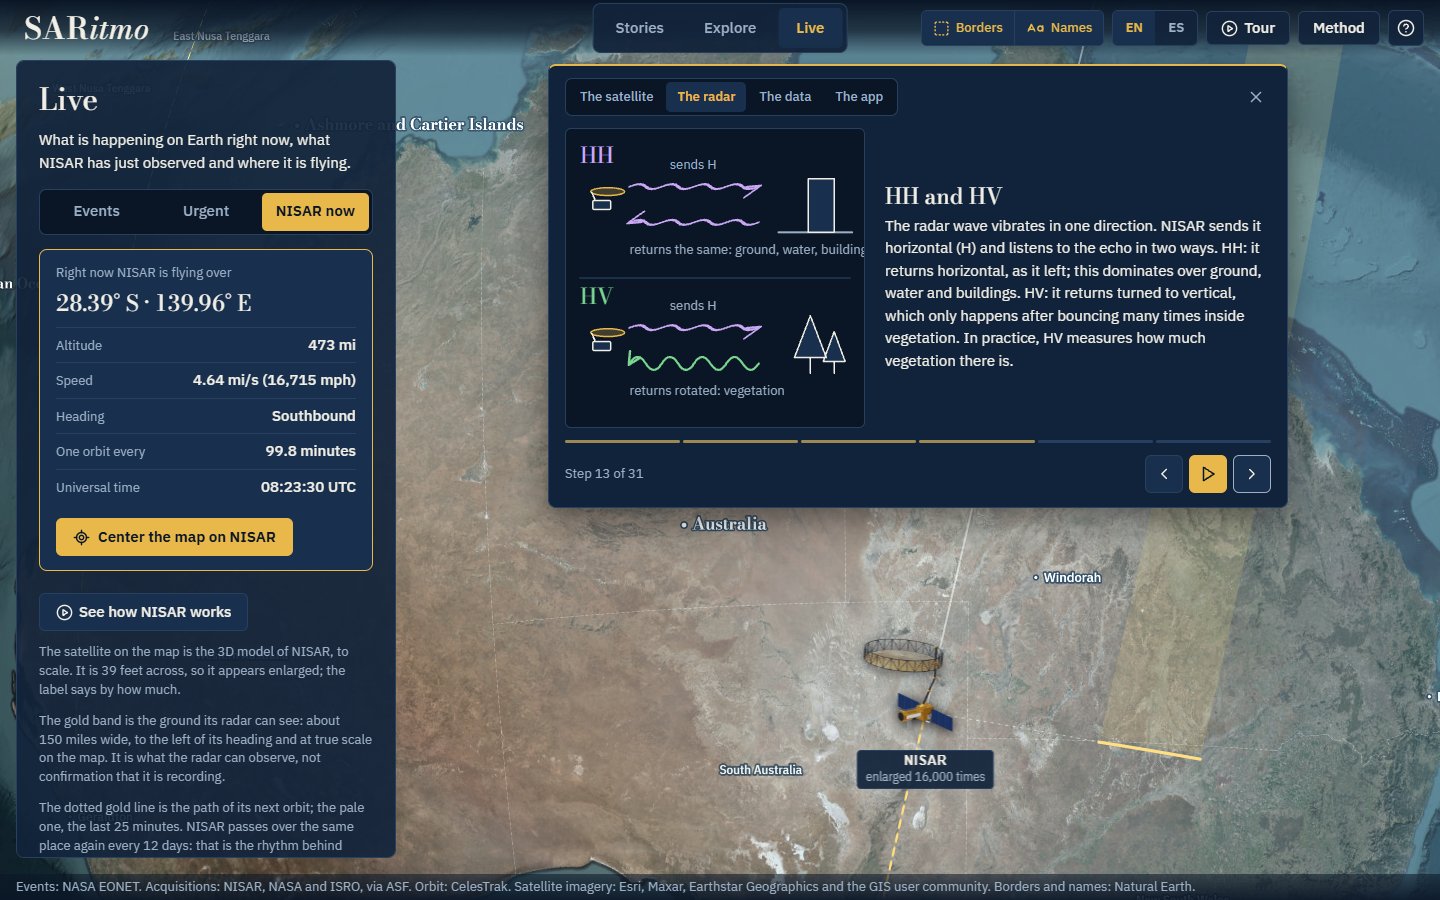 SARitmo
East Nusa Tenggara
Stories
Explore
Live
Borders
Aa Names
EN
ES
Tour
Method
Live
What is happening on Earth right now, what
NISAR has just observed and where it is flying.
Events
Urgent
NISAR now
Right now NISAR is flying over
28.39° S · 139.96° E
Altitude
473 mi
Speed
4.64 mi/s (16,715 mph)
Heading
Southbound
One orbit every
99.8 minutes
Universal time
08:23:30 UTC
Center the map on NISAR
See how NISAR works
The satellite on the map is the 3D model of NISAR, to
scale. It is 39 feet across, so it appears enlarged; the
label says by how much.
The gold band is the ground its radar can see: about
150 miles wide, to the left of its heading and at true scale
on the map. It is what the radar can observe, not
confirmation that it is recording.
The dotted gold line is the path of its next orbit; the pale
one, the last 25 minutes. NISAR passes over the same
place again every 12 days: that is the rhythm behind
Ashmore and Cartier Islands
The satellite
The radar
The data
The app
HH
sends H
returns the same: ground, water, building
HV
sends H
returns rotated: vegetation
HH and HV
The radar wave vibrates in one direction. NISAR sends it
horizontal (H) and listens to the echo in two ways. HH: it
returns horizontal, as it left; this dominates over ground,
water and buildings. HV: it returns turned to vertical,
which only happens after bouncing many times inside
vegetation. In practice, HV measures how much
vegetation there is.
Step 13 of 31
Australia
Windorah
NISAR
enlarged 16,000 times
South Australia
Events: NASA EONET. Acquisitions: NISAR, NASA and ISRO, via ASF. Orbit: CelesTrak. Satellite imagery: Esri, Maxar, Earthstar Geographics and the GIS user community. Borders and names: Natural Earth.